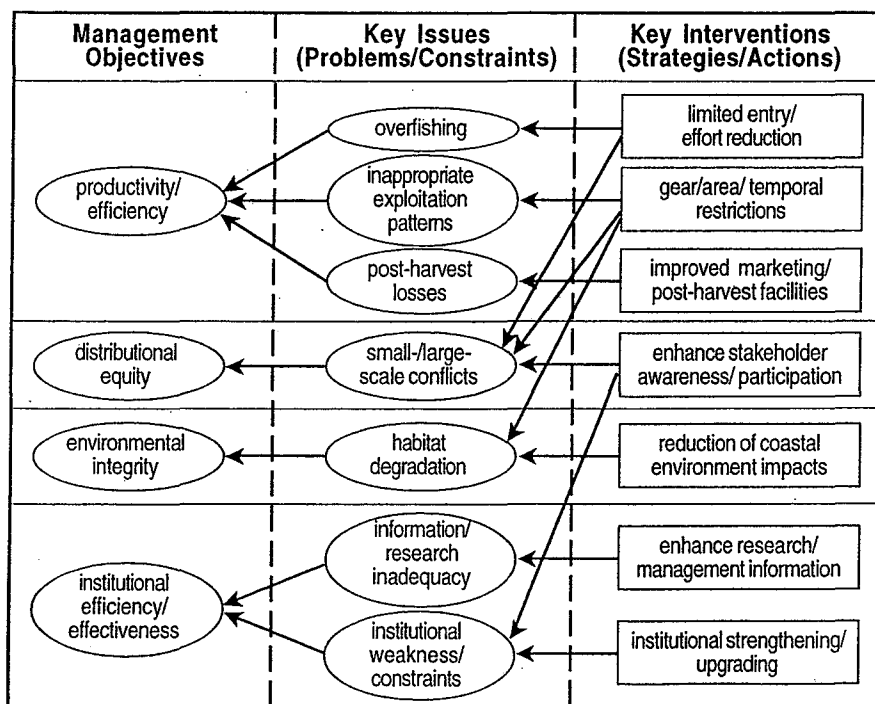 Management
Objectives
Key Issues
(Problems/Constraints)
Key Interventions
(Strategies/Actions)
productivity/
efficiency
overfishing
inappropriate
exploitation
patterns
post-harvest
losses
limited entry/
effort reduction
gear/area/ temporal
restrictions
improved marketing/
post-harvest facilities
distributional
equity
small-/large-
scale conflicts
enhance stakeholder
awareness/ participation
environmental
integrity
habitat
degradation
reduction of coastal
environment impacts
institutional
efficiency/
effectiveness
information/
research
inadequacy
institutional
weakness/
constraints
enhance research/
management information
institutional strengthening/
upgrading